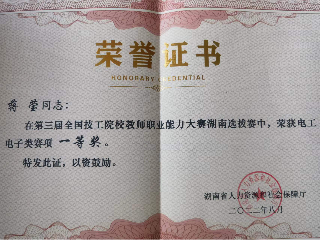 荣誉证书
HONORARY CREDENTIAL
蒋莹同志:
在第三届全国技工院校教师职业能力大赛湖南选拔赛中,荣获电工
电子类赛项 一等奖。
特发此证,以资鼓励。
湖南省人力资源和社会保障厅
二〇二二年八月